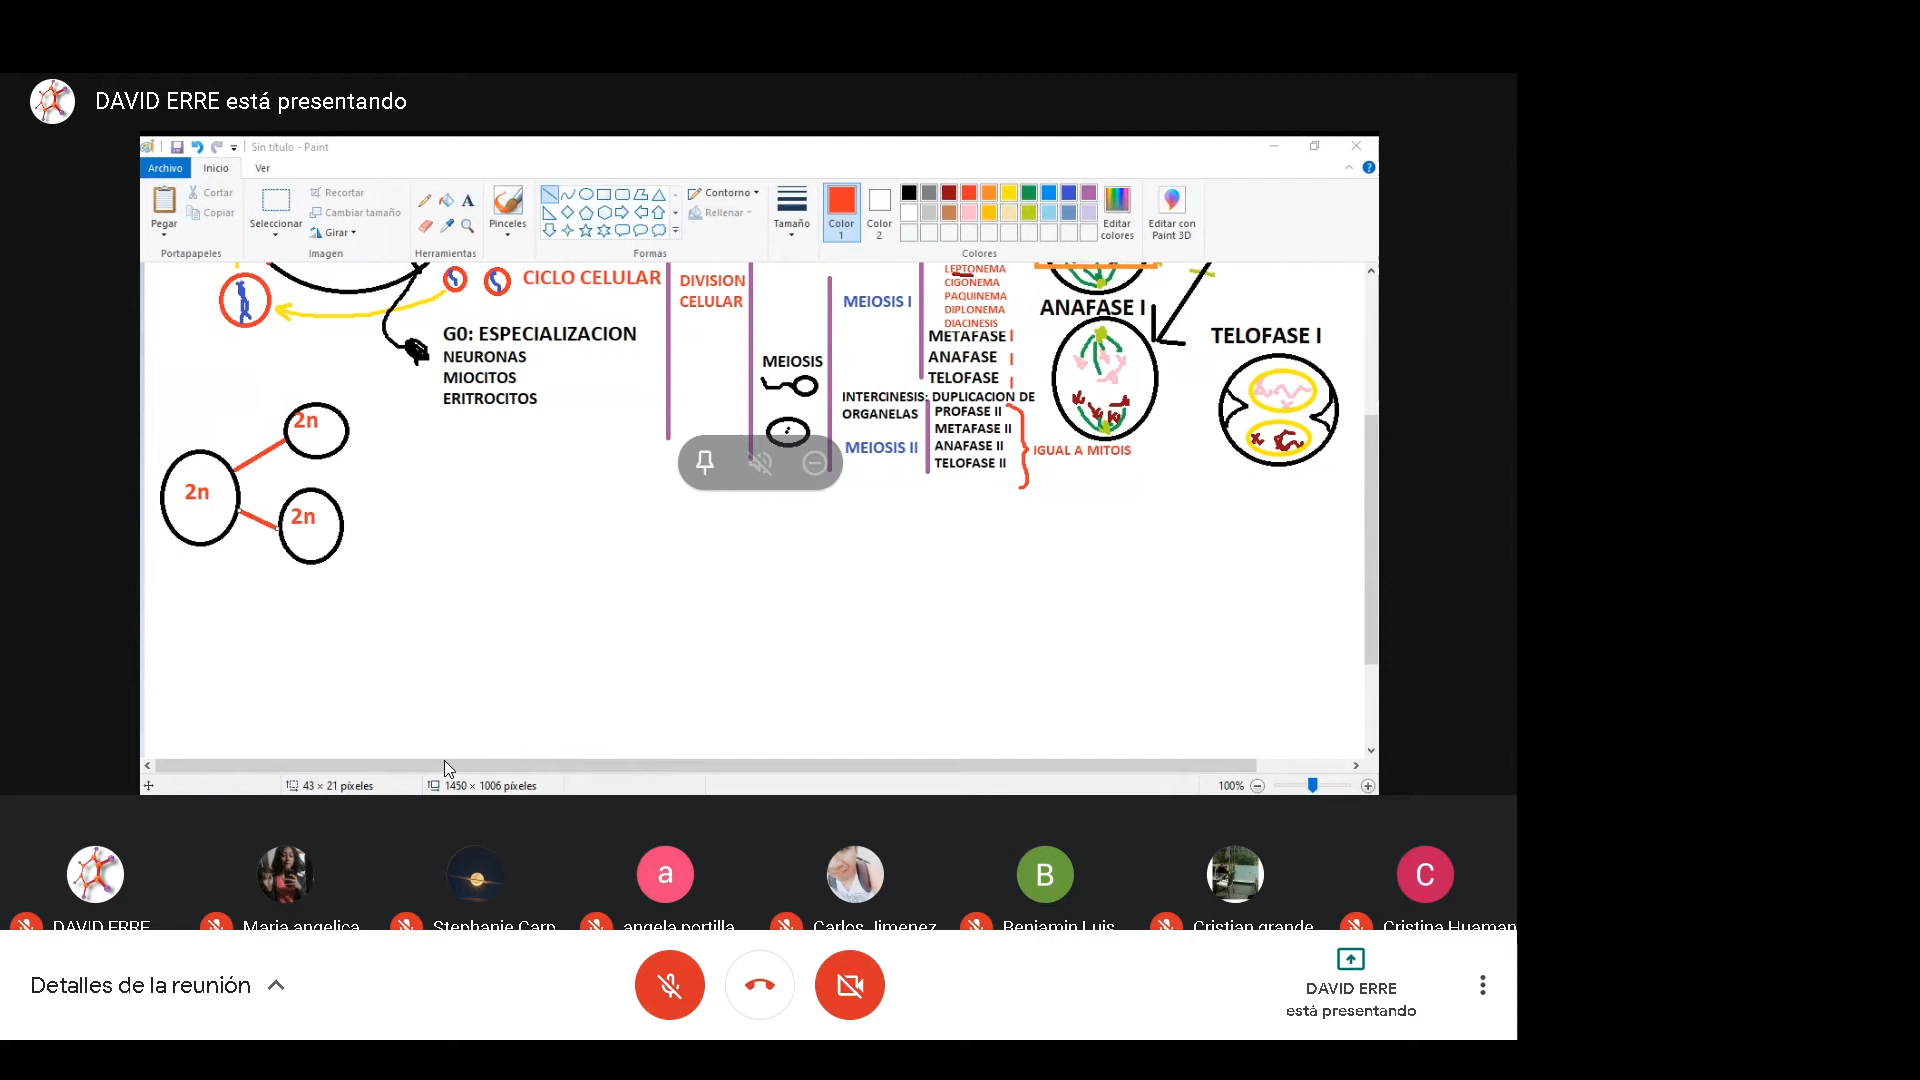 DAVID ERRE está presentando
Sin título - Paint
Archivo
Inicio
Ver
Pegar
Cortar
Copiar
Portapapeles
Seleccionar
Recortar
Cambiar tamaño
Girar
Imagen
Herramientas
Pinceles
Contorno
Rellenar
Formas
Tamaño
Color
1
Color
2
Editar
colores
Colores
Editar con
Paint 3D
CICLO CELULAR
G0: ESPECIALIZACION
NEURONAS
MIOCITOS
ERITROCITOS
2n
2n
2n
DIVISION
CELULAR
MEIOSIS
MEIOSIS I
LEPTONEMA
CIGONEMA
PAQUINEMA
DIPLONEMA
DIACINESIS
METAFASE
ANAFASE
TELOFASE
INTERCINESIS: DUPLICACION DE
ORGANELAS
MEIOSIS II
PROFASE II
METAFASE II
ANAFASE II
TELOFASE II
IGUAL A MITOIS
ANAFASE I
TELOFASE I
43 × 21 píxeles
1450 × 1006 píxeles
100%
a
B
C
DAVID ERRE
Maria angelica
Stephanie Carp
angela portilla
Carlos Jimenez
Benjamin Luis
Cristian grande
Cristina Huaman
Detalles de la reunión
DAVID ERRE
está presentando